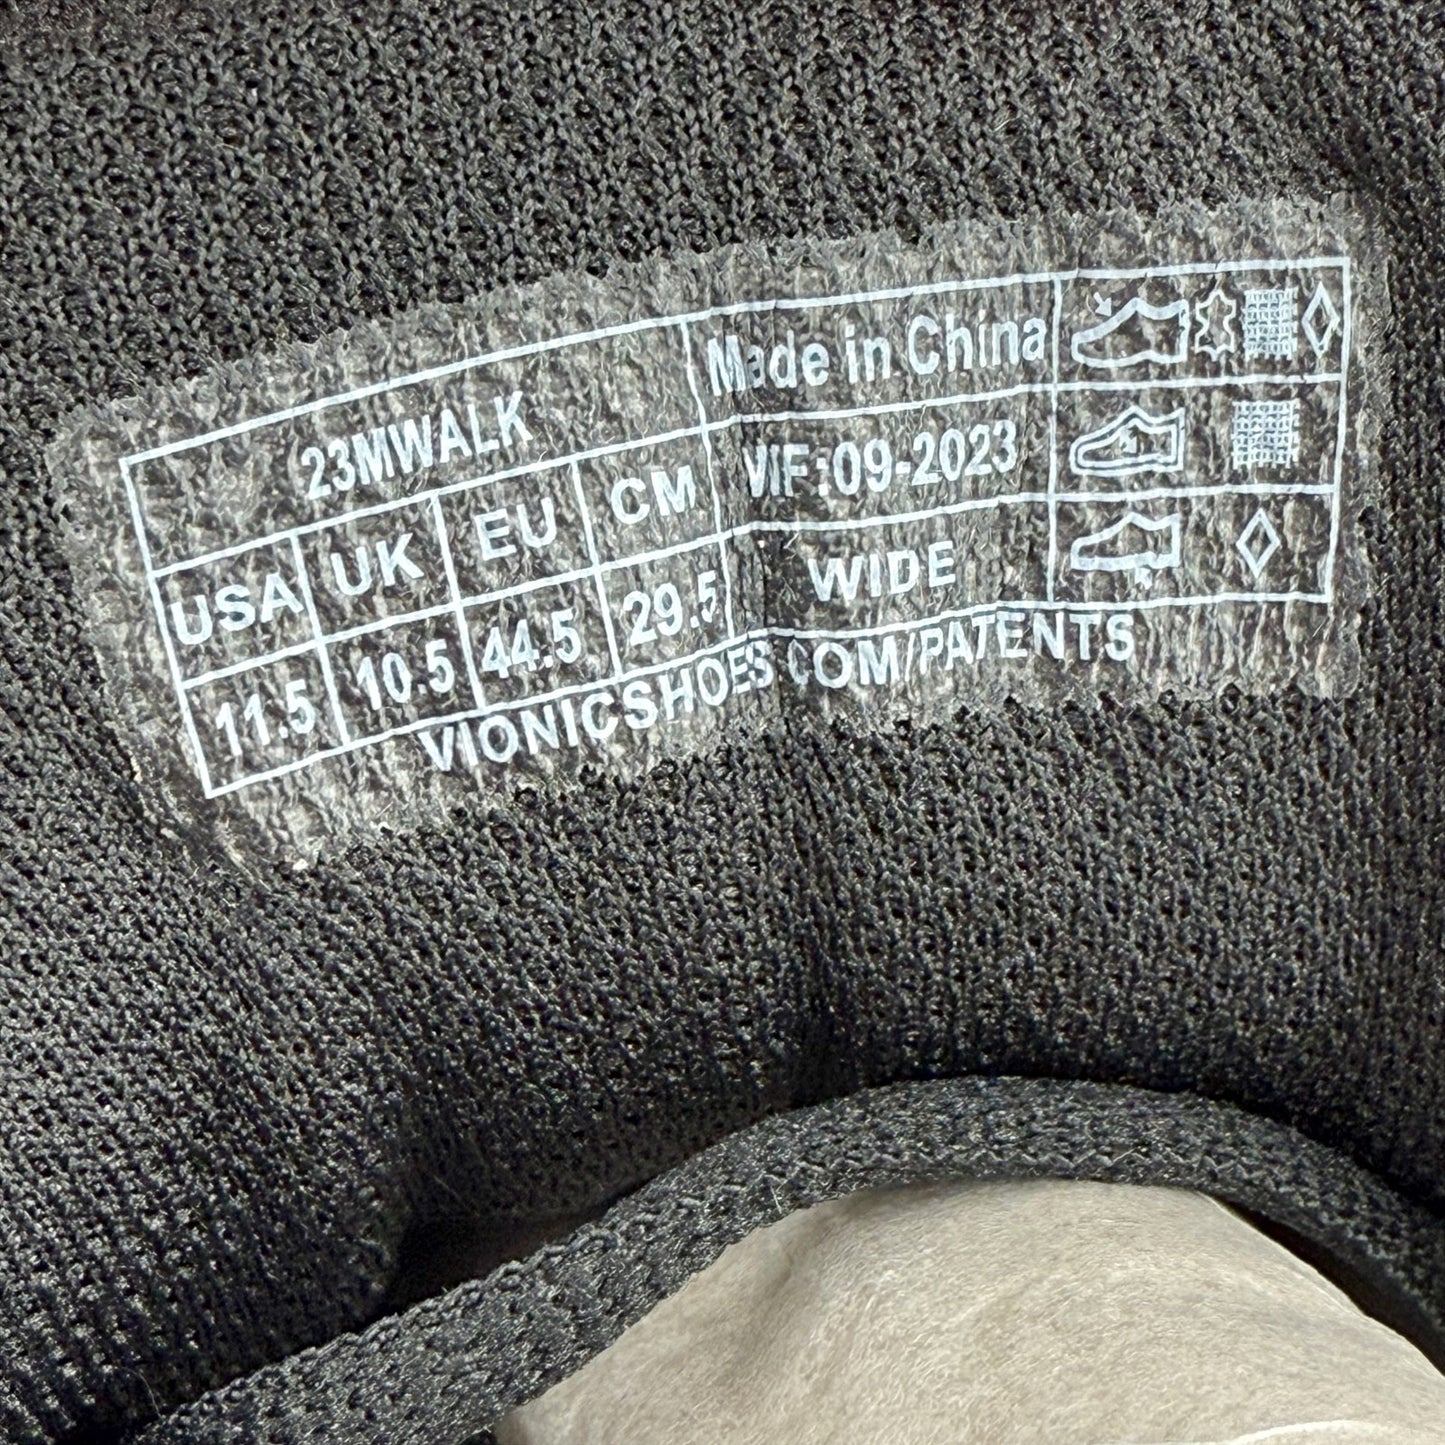 23MWALK
USA UK EU CM
11.5 10.5 44.5 29.5
Made in China
VIF:09-2023
WIDE
VIONICSHOES.COM/PATENTS